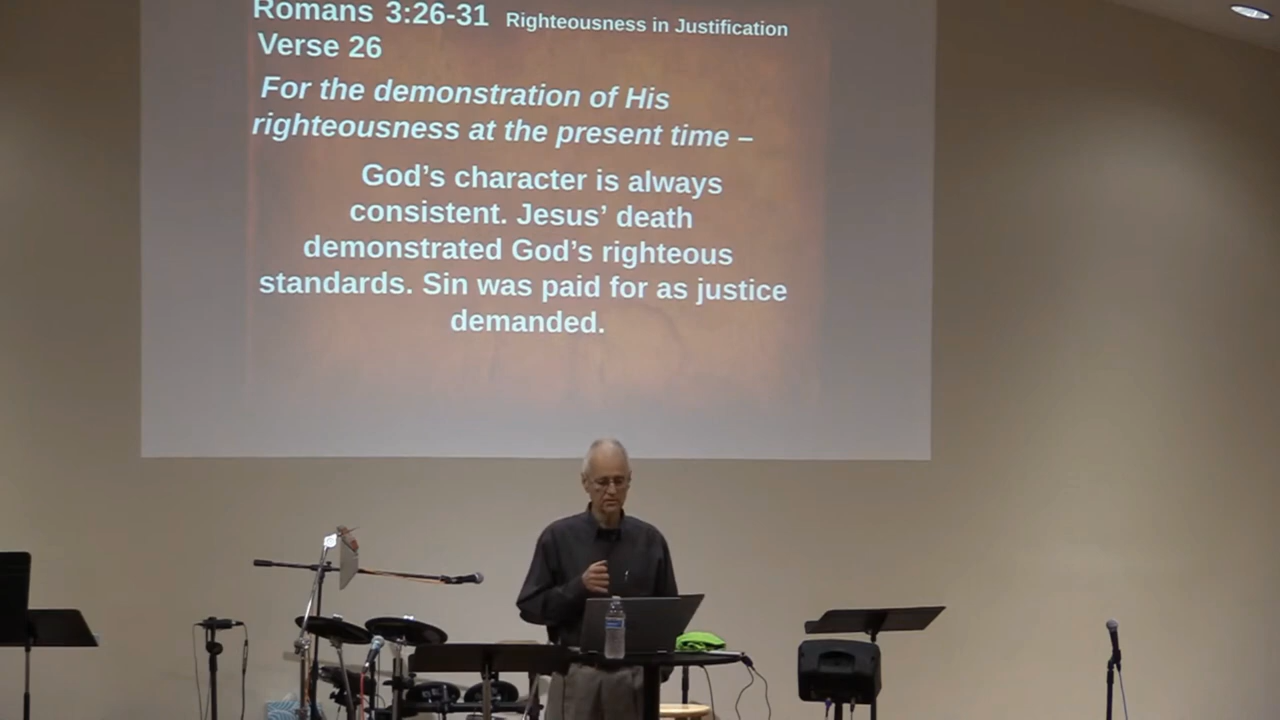 Romans 3:26-31 Righteousness in Justification
Verse 26
For the demonstration of His
righteousness at the present time –
God's character is always
consistent. Jesus' death
demonstrated God's righteous
standards. Sin was paid for as justice
demanded.